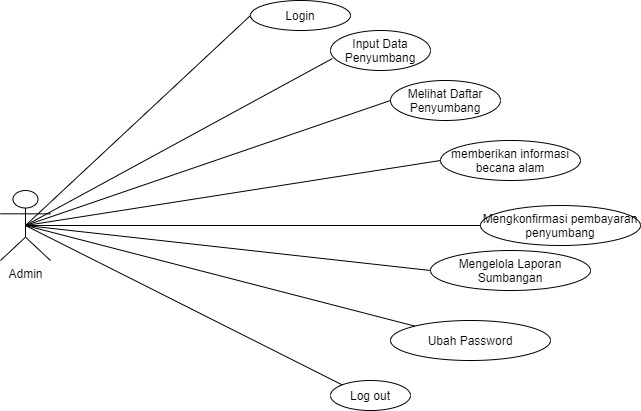 Login
Input Data
Penyumbang
Melihat Daftar
Penyumbang
memberikan informasi
becana alam
Mengkonfirmasi pembayaran
penyumbang
Admin
Mengelola Laporan
Sumbangan
Ubah Password
Log out